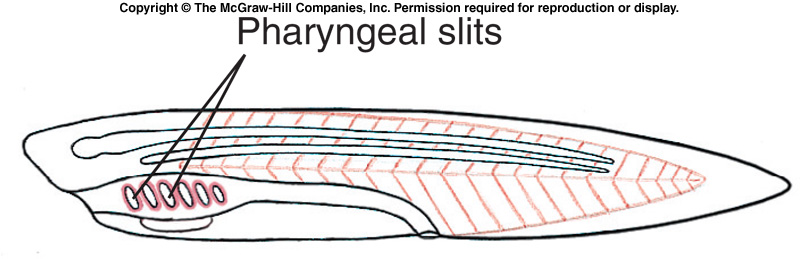 Copyright © The McGraw-Hill Companies, Inc. Permission required for reproduction or display.
Pharyngeal slits